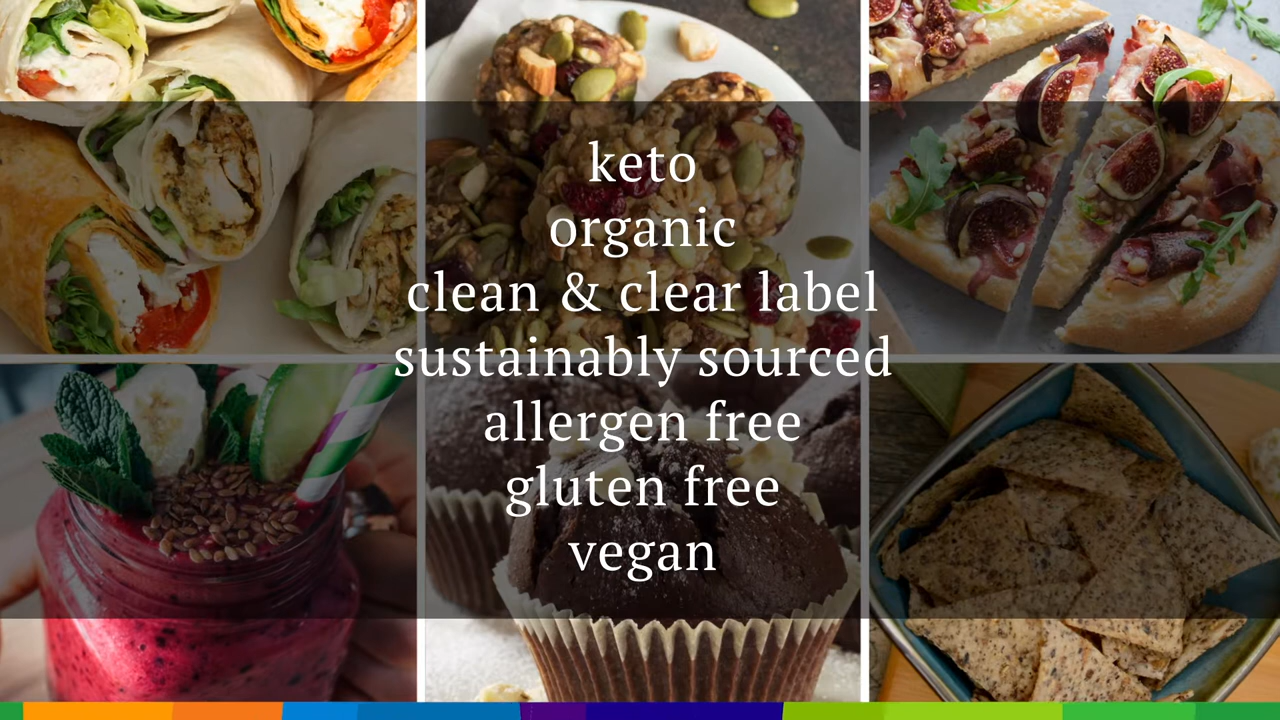 keto
organic
clean & clear label
sustainably sourced
allergen free
gluten free
vegan